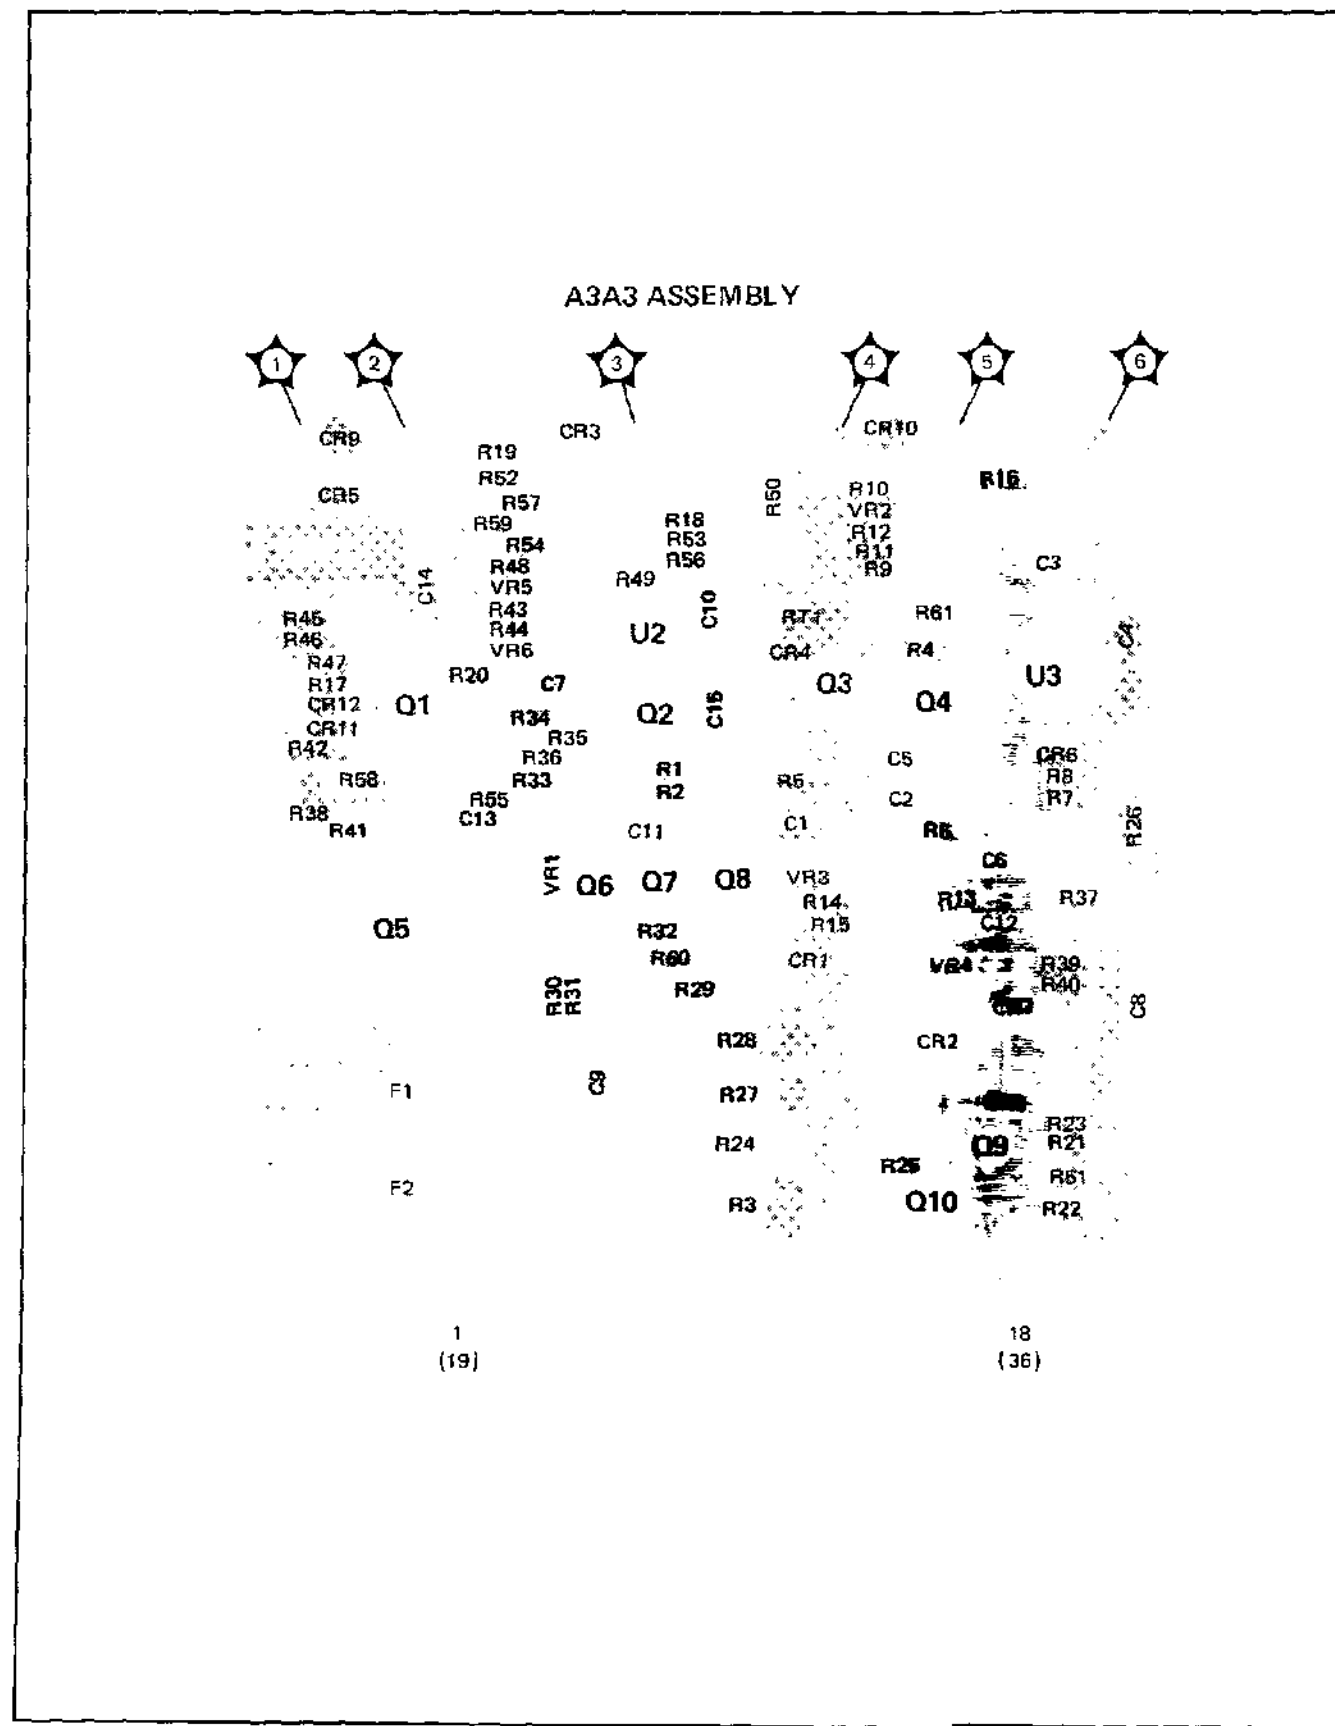 A3A3 ASSEMBLY
1 2 3 4 5 6
CR3 CR10
CR9
R19
R52 R16
CR5 R50 R10
R57 VR2
R59 R18
R54 R53 R12
R48 R56 R11
R49 R9 C3
C14 VR5
R43 C10 R61
R45 R44 U2 RT1
R46 VR6 CR4 R4 C4
R47 R20 C7 Q3 U3
R17
CR12 Q1 Q2 C15 Q4
CR11 R34
R42 R35
R36 C5 CR6
R58 R33 R1 R8
R55 R2 C2 R7
R38 C13 C1 R26
R41 C11
C6
VR1 Q6 Q7 Q8 VR3
R14 R13 R37
Q5 R32 R15 C12
R60 CR1 VR4 R39
R30 R31 R29 R40
C8
R28 CR2
F1 C9 R27
R23
R24 Q9 R21
R25 R61
F2 R3 Q10 R22
1 18
(19) (36)